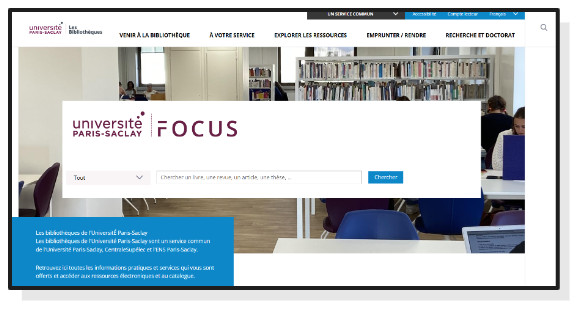 UN SERVICE COMMUN
Accessibilité
Compte lecteur
Français
université
PARIS-SACLAY
Les
Bibliothèques
VENIR À LA BIBLIOTHÈQUE
À VOTRE SERVICE
EXPLORER LES RESSOURCES
EMPRUNTER / RENDRE
RECHERCHE ET DOCTORAT
université
PARIS-SACLAY
FOCUS
Tout
Chercher un livre, une revue, un article, une thèse, ...
Chercher
Les bibliothèques de l'Université Paris-Saclay
Les bibliothèques de l'Université Paris-Saclay sont un service commun
de l'Université Paris-Saclay, CentraleSupélec et l'ENS Paris-Saclay.
Retrouvez ici toutes les informations pratiques et services qui vous sont
offerts et accéder aux ressources électroniques et au catalogue.